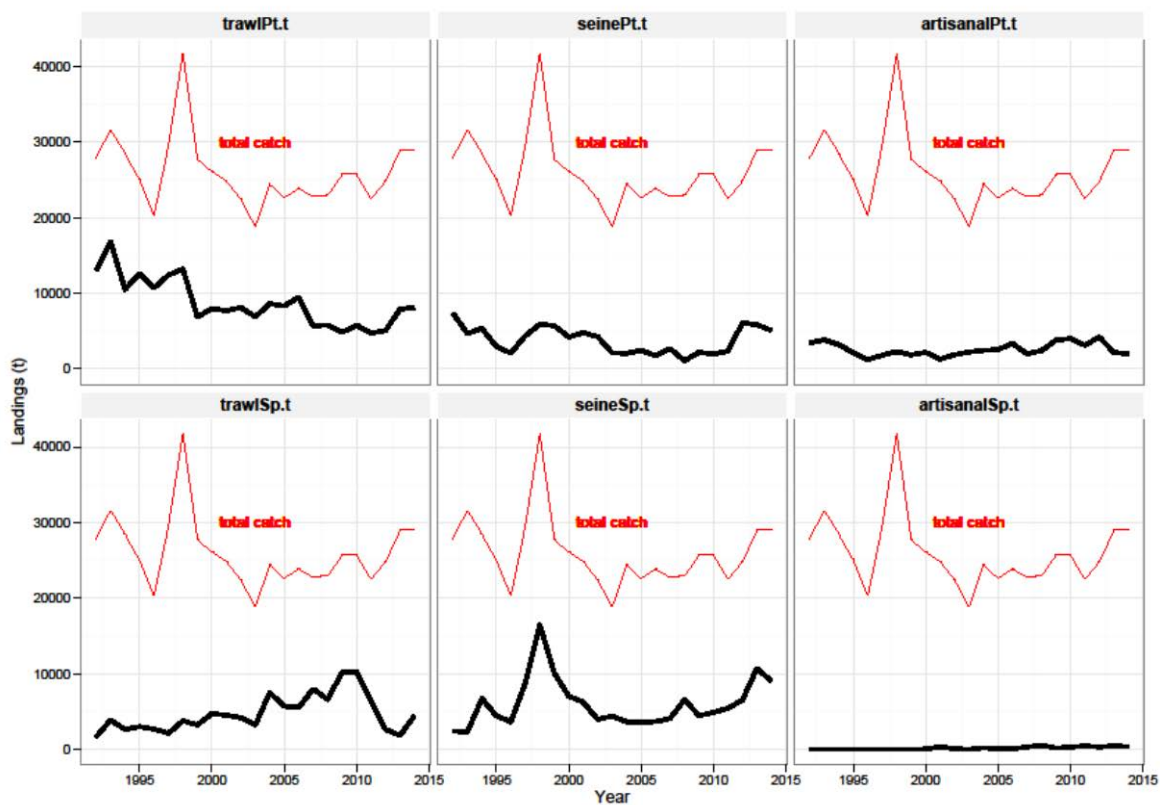 trawlPt.t seinePt.t artisanalPt.t
40000
30000
20000
10000
0
total catch total catch total catch
Landings (t)
trawlSp.t seineSp.t artisanalSp.t
40000
30000
20000
10000
0
total catch total catch total catch
1995 2000 2005 2010 2015 1995 2000 2005 2010 2015 1995 2000 2005 2010 2015
Year